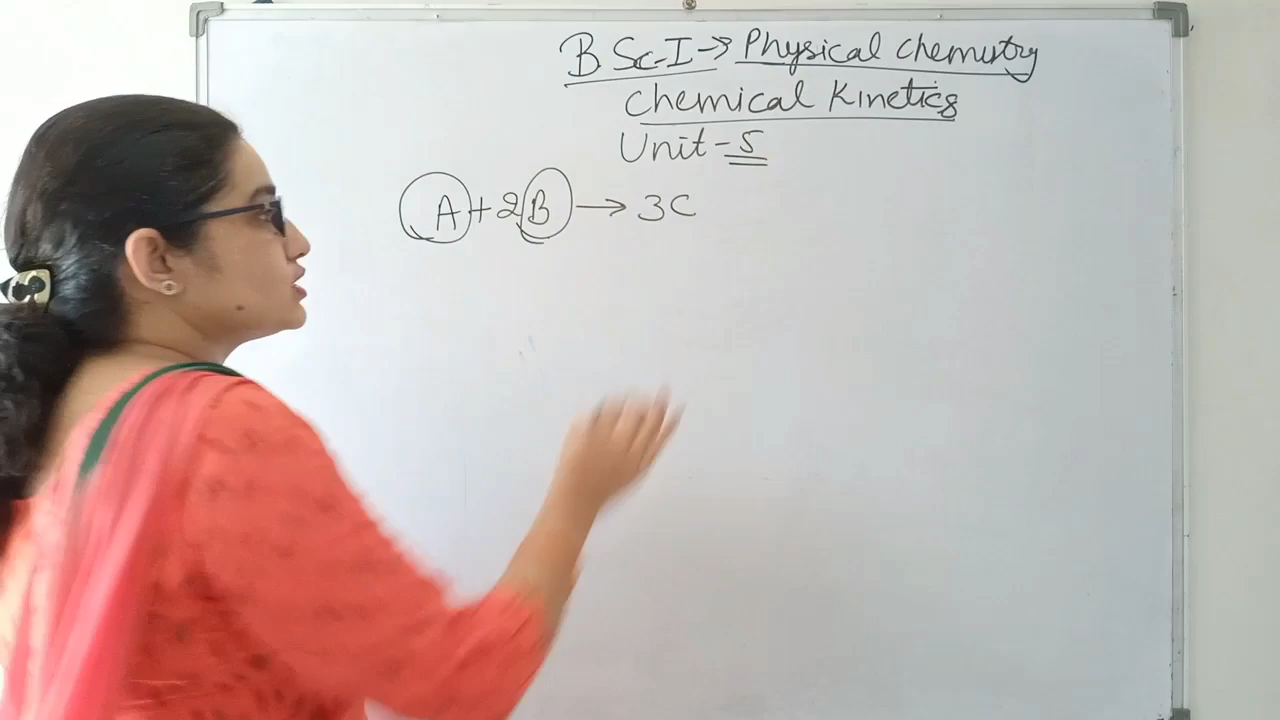 B Sc-I → Physical chemistry
Chemical Kinetics
Unit-5
A + 2B → 3C